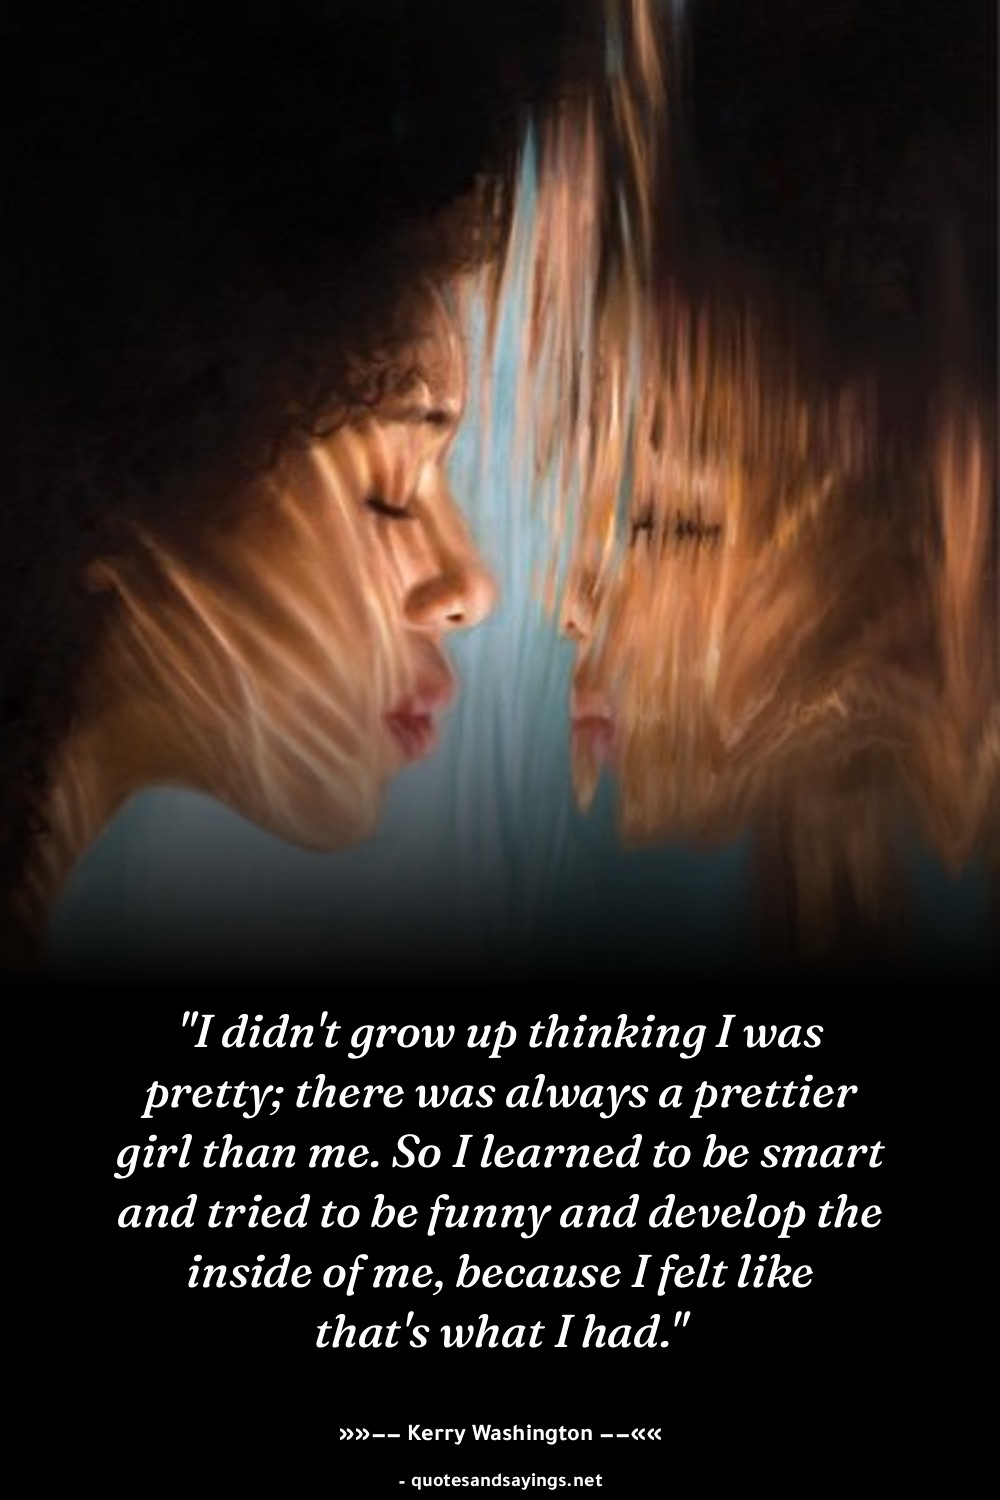 "I didn't grow up thinking I was
pretty; there was always a prettier
girl than me. So I learned to be smart
and tried to be funny and develop the
inside of me, because I felt like
that's what I had."
»»–– Kerry Washington ––««
- quotesandsayings.net